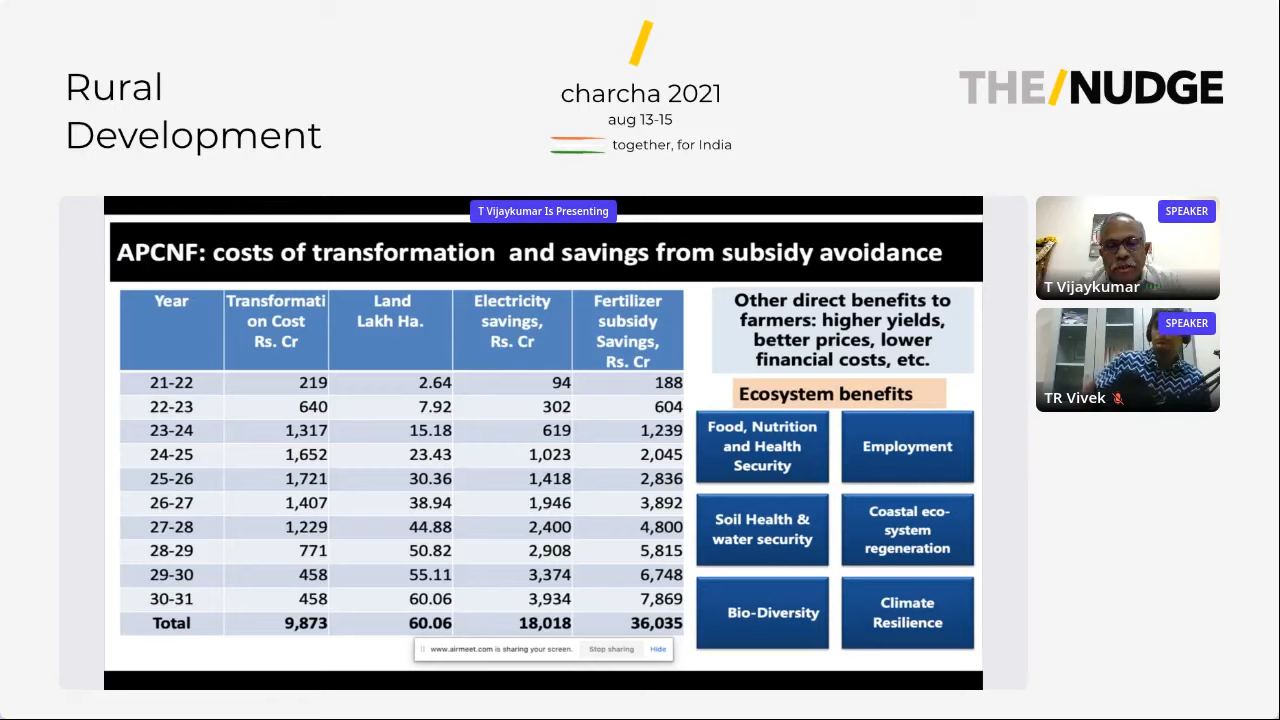 Rural
Development
charcha 2021
aug 13-15
together, for India
THE/NUDGE
T Vijaykumar Is Presenting
APCNF: costs of transformation and savings from subsidy avoidance
Year Transformati Land Electricity Fertilizer
on Cost Lakh Ha. savings, subsidy
Rs. Cr Rs. Cr Savings,
Rs. Cr
21-22 219 2.64 94 188
22-23 640 7.92 302 604
23-24 1,317 15.18 619 1,239
24-25 1,652 23.43 1,023 2,045
25-26 1,721 30.36 1,418 2,836
26-27 1,407 38.94 1,946 3,892
27-28 1,229 44.88 2,400 4,800
28-29 771 50.82 2,908 5,815
29-30 458 55.11 3,374 6,748
30-31 458 60.06 3,934 7,869
Total 9,873 60.06 18,018 36,035
Other direct benefits to
farmers: higher yields,
better prices, lower
financial costs, etc.
Ecosystem benefits
Food, Nutrition
and Health
Security
Employment
Soil Health &
water security
Coastal eco-
system
regeneration
Bio-Diversity
Climate
Resilience
www.airmeet.com is sharing your screen. Stop sharing Hide
SPEAKER
T Vijaykumar
SPEAKER
TR Vivek